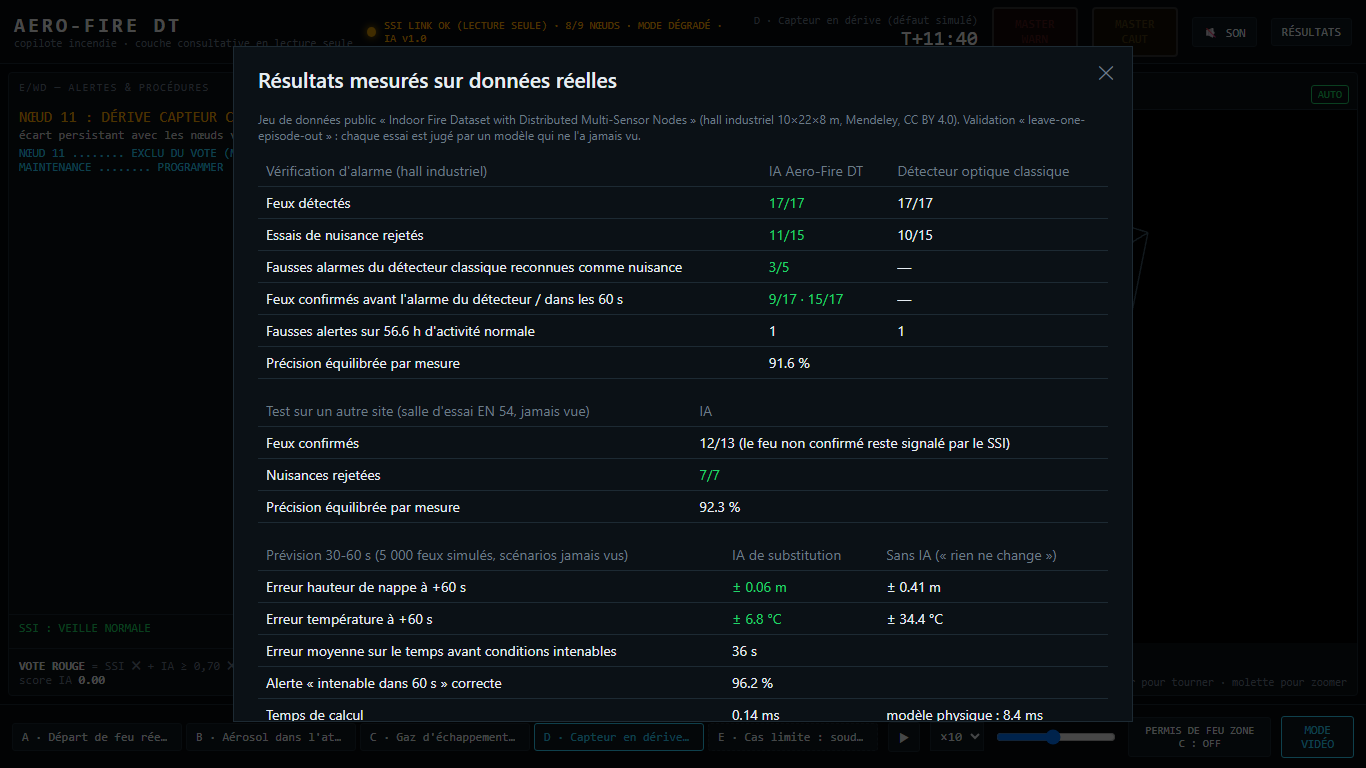 AERO-FIRE DT
copilote incendie · couche consultative en lecture seule
SSI LINK OK (LECTURE SEULE) · 8/9 NŒUDS · MODE DÉGRADÉ · IA v1.0
D · Capteur en dérive (défaut simulé)
T+11:40
MASTER
MASTER
CAUT
SON
RÉSULTATS
E/WD — ALERTES & PROCÉDURES
NŒUD 11 : DÉRIVE CAPTEUR C
écart persistant avec les nœuds v
NŒUD 11 ........ EXCLU DU VOTE (
MAINTENANCE ........ PROGRAMMER
AUTO
Résultats mesurés sur données réelles
Jeu de données public « Indoor Fire Dataset with Distributed Multi-Sensor Nodes » (hall industriel 10×22×8 m, Mendeley, CC BY 4.0). Validation « leave-one-
episode-out » : chaque essai est jugé par un modèle qui ne l'a jamais vu.
Vérification d'alarme (hall industriel) IA Aero-Fire DT Détecteur optique classique
Feux détectés 17/17 17/17
Essais de nuisance rejetés 11/15 10/15
Fausses alarmes du détecteur classique reconnues comme nuisance 3/5 —
Feux confirmés avant l'alarme du détecteur / dans les 60 s 9/17 · 15/17 —
Fausses alertes sur 56.6 h d'activité normale 1 1
Précision équilibrée par mesure 91.6 %
Test sur un autre site (salle d'essai EN 54, jamais vue) IA
Feux confirmés 12/13 (le feu non confirmé reste signalé par le SSI)
Nuisances rejetées 7/7
Précision équilibrée par mesure 92.3 %
Prévision 30-60 s (5 000 feux simulés, scénarios jamais vus) IA de substitution Sans IA (« rien ne change »)
Erreur hauteur de nappe à +60 s ± 0.06 m ± 0.41 m
Erreur température à +60 s ± 6.8 °C ± 34.4 °C
Erreur moyenne sur le temps avant conditions intenables 36 s
Alerte « intenable dans 60 s » correcte 96.2 %
Temps de calcul 0.14 ms modèle physique : 8.4 ms
SSI : VEILLE NORMALE
VOTE ROUGE = SSI ✕ + IA ≥ 0,70 ✕
score IA 0.00
pour tourner · molette pour zoomer
A · Départ de feu rée…
B · Aérosol dans l'at…
C · Gaz d'échappement…
D · Capteur en dérive…
E · Cas limite : soud…
×10
PERMIS DE FEU ZONE
C : OFF
MODE
VIDÉO